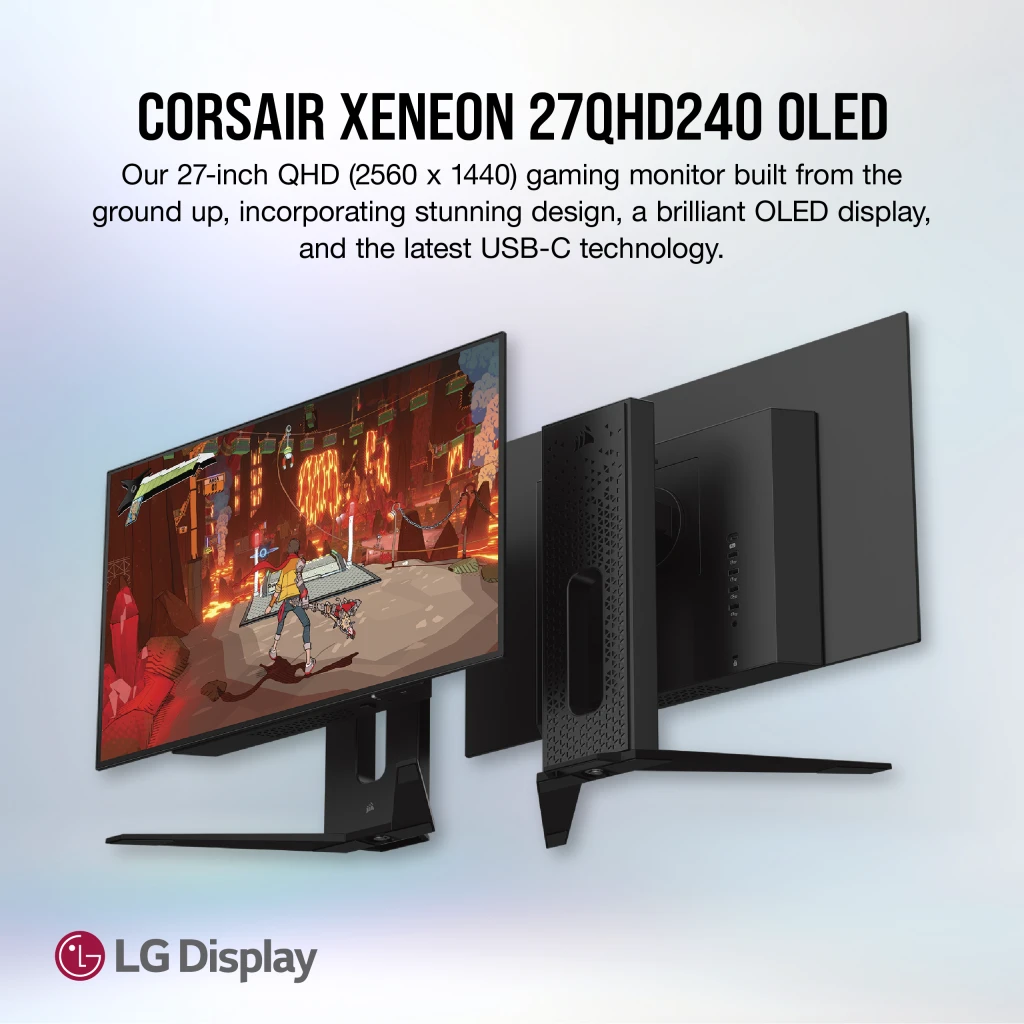 CORSAIR XENEON 27QHD240 OLED
Our 27-inch QHD (2560 x 1440) gaming monitor built from the
ground up, incorporating stunning design, a brilliant OLED display,
and the latest USB-C technology.
LG Display